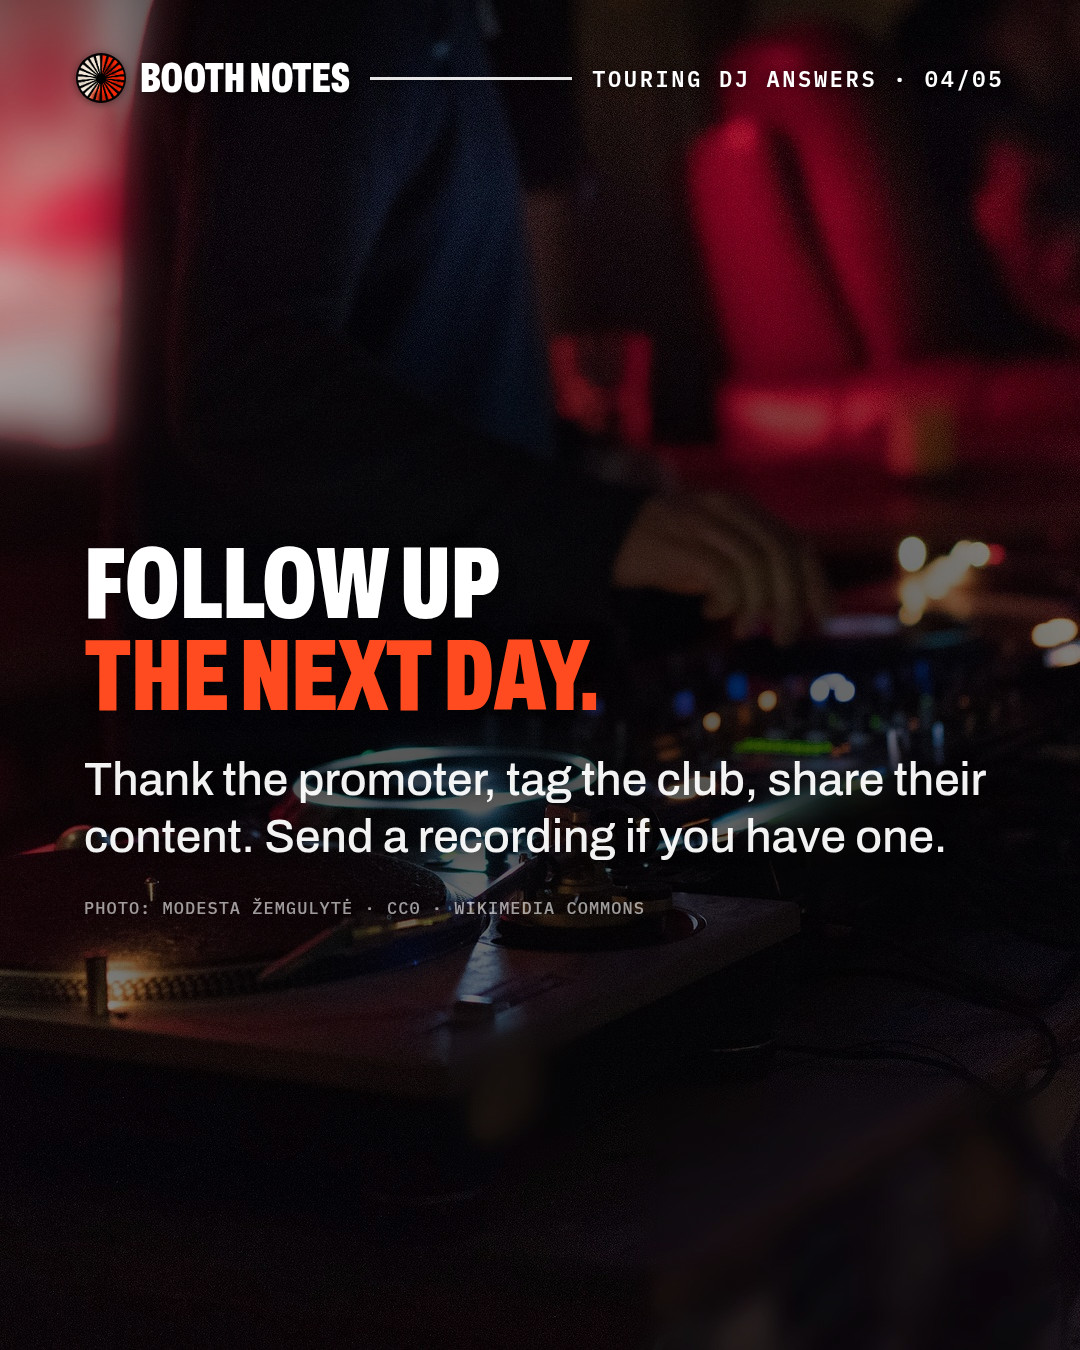 BOOTH NOTES
TOURING DJ ANSWERS · 04/05
FOLLOW UP
THE NEXT DAY.
Thank the promoter, tag the club, share their
content. Send a recording if you have one.
PHOTO: MODESTA ŽEMGULYTĖ · CC0 · WIKIMEDIA COMMONS